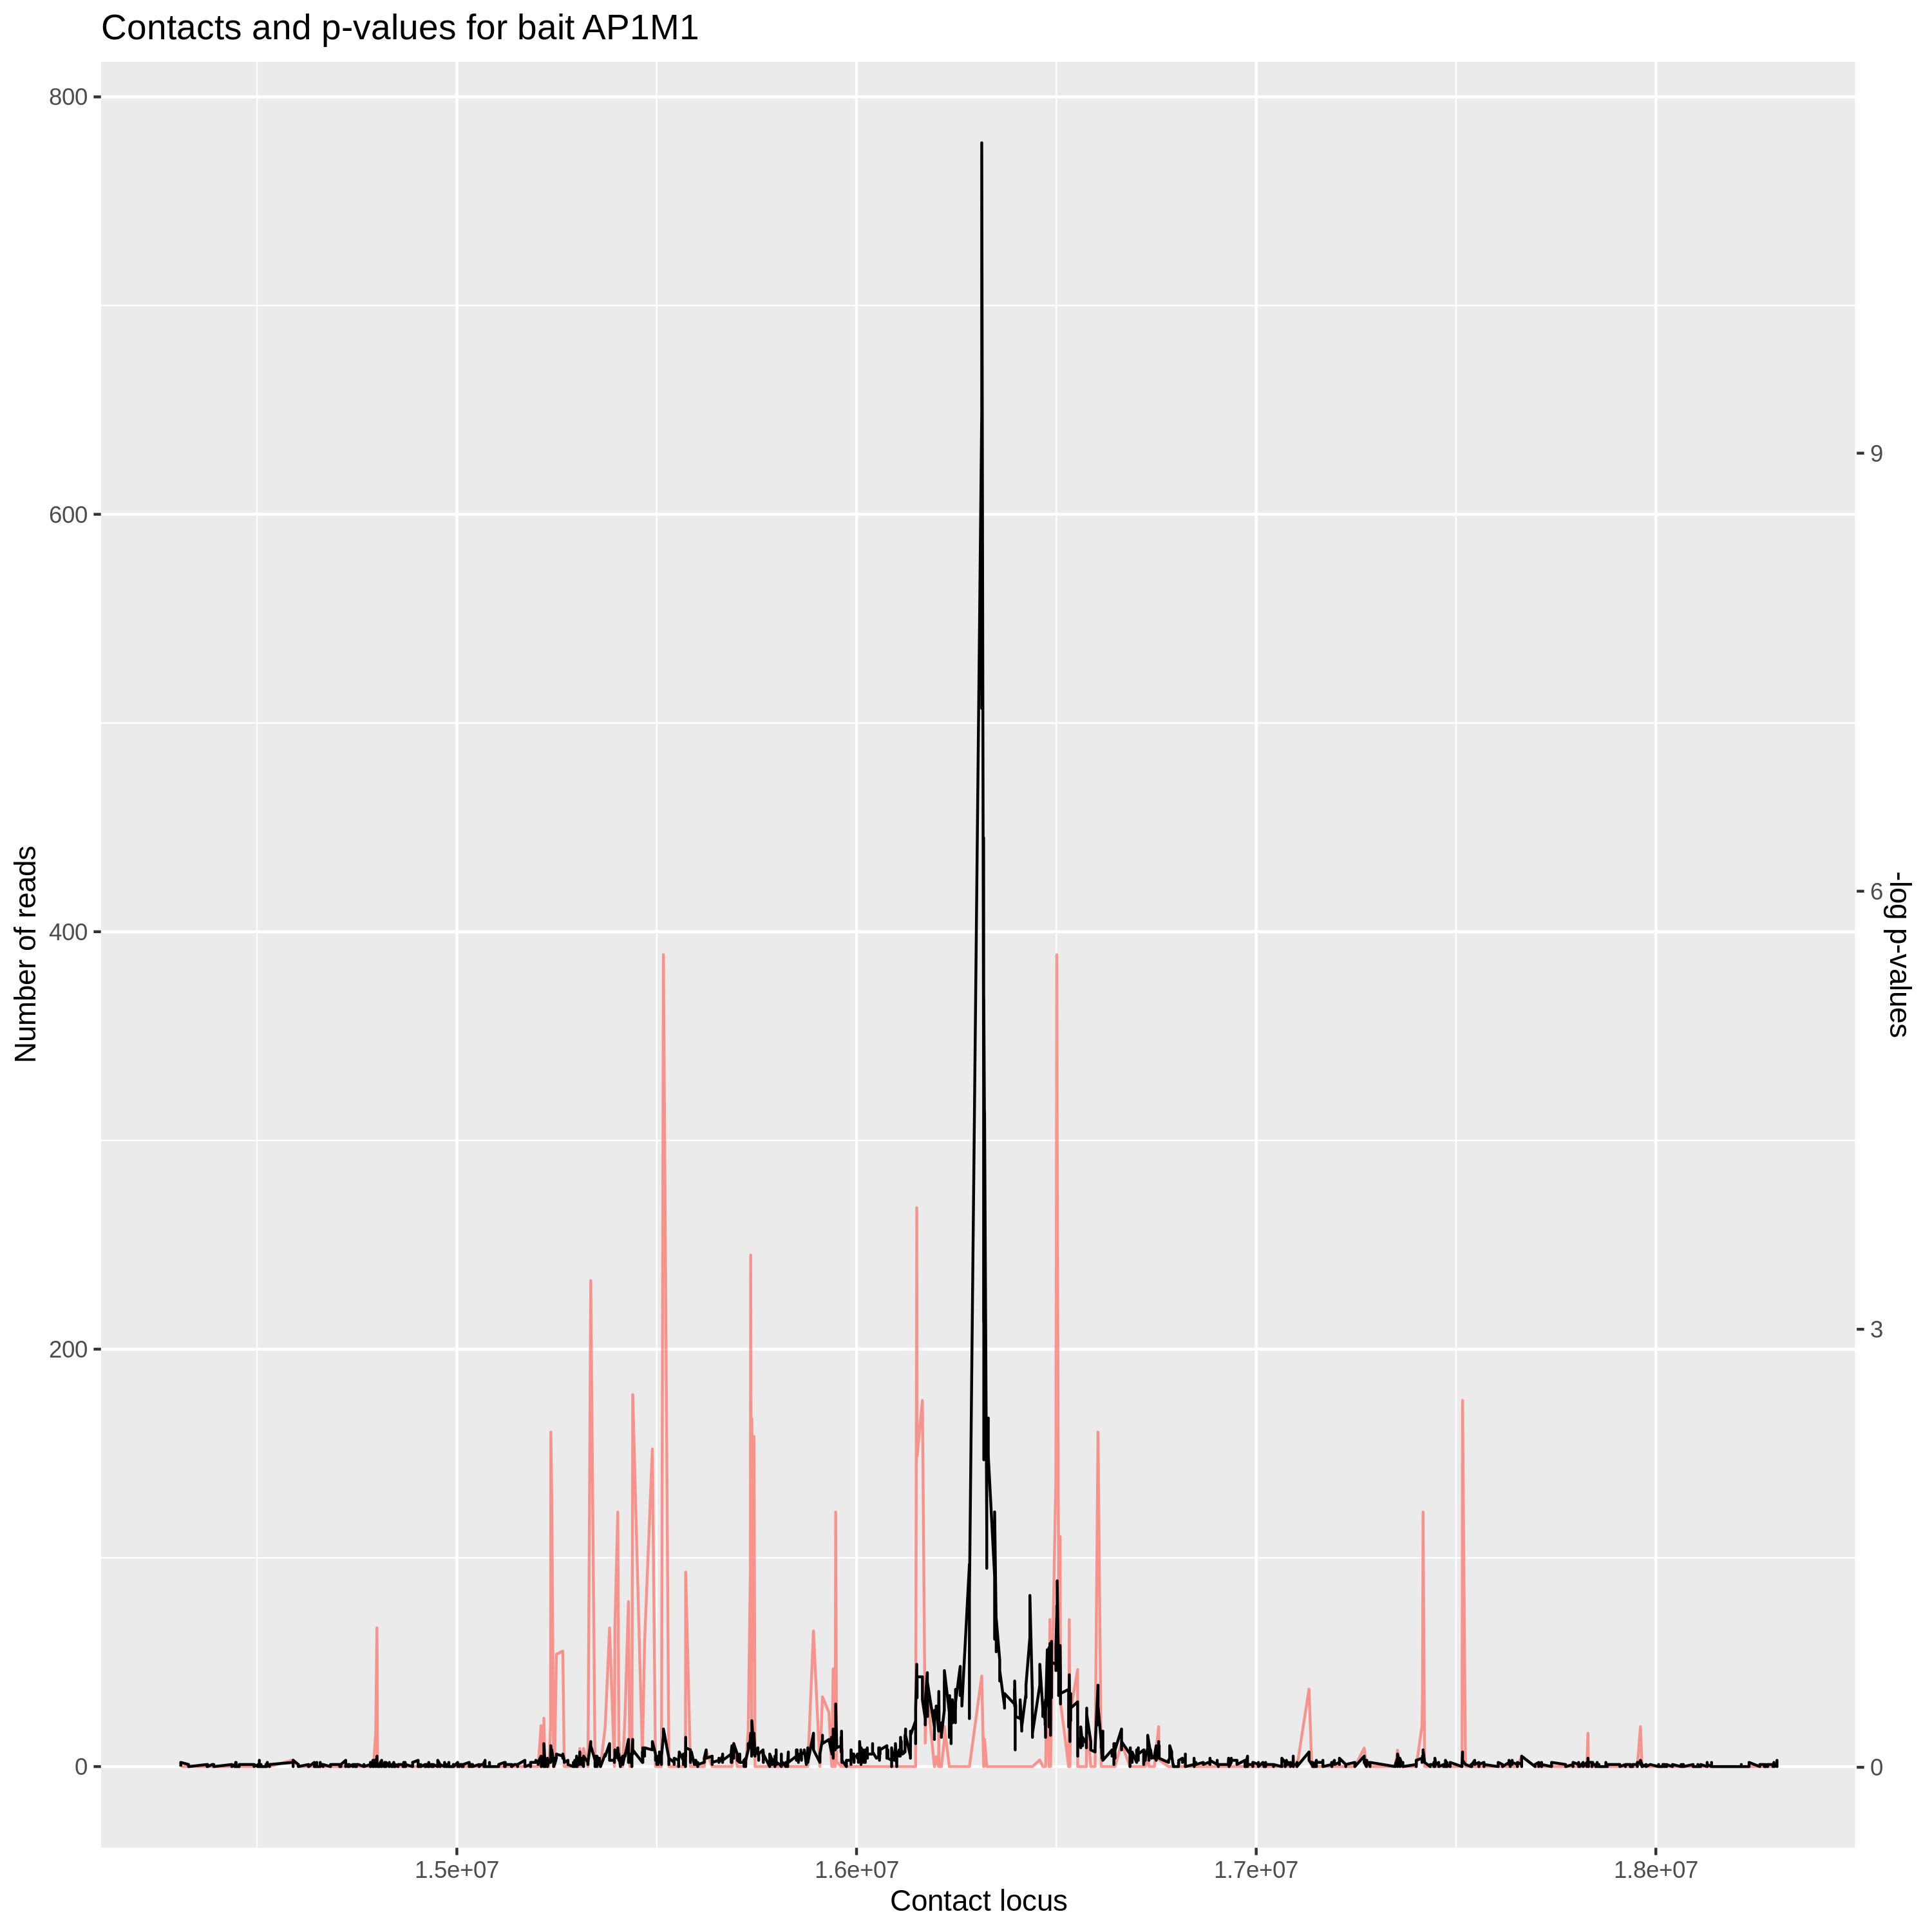 Contacts and p-values for bait AP1M1
800
600
400
200
0
Number of reads
9
6
3
0
-log p-values
1.5e+07
1.6e+07
1.7e+07
1.8e+07
Contact locus